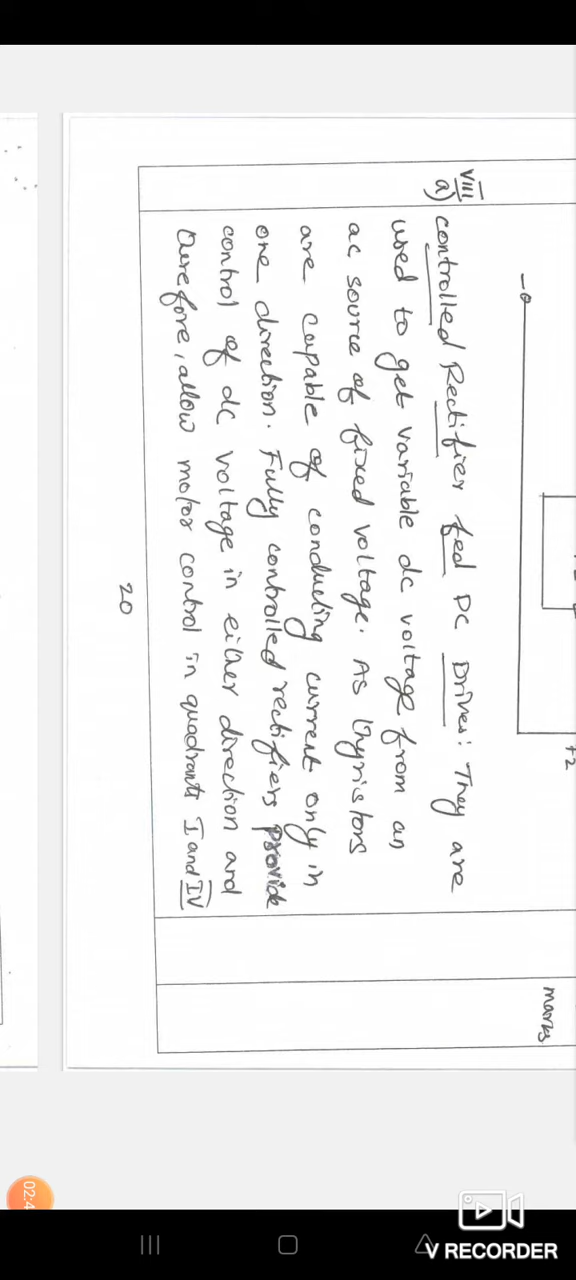 -θ
t2
marks
VIII
a) controlled Rectifier fed DC Drives: They are
used to get variable dc voltage from an
ac source of fixed voltage. As thyristors
are capable of conducting current only in
one direction. Fully controlled rectifiers provide
control of dc voltage in either direction and
therefore, allow motor control in quadrants I and IV
20
02:4
V RECORDER